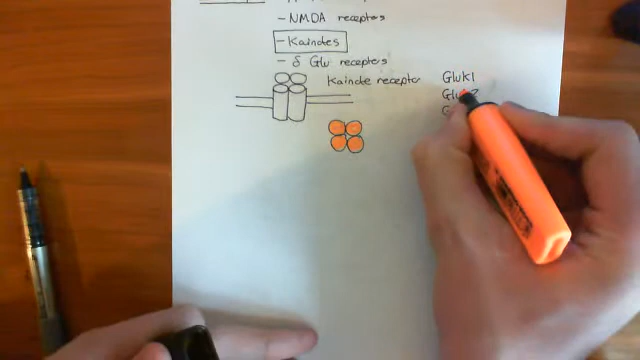 - NMDA receptors
- Kainates
- δ Glu receptors
Kainate receptor GluK1